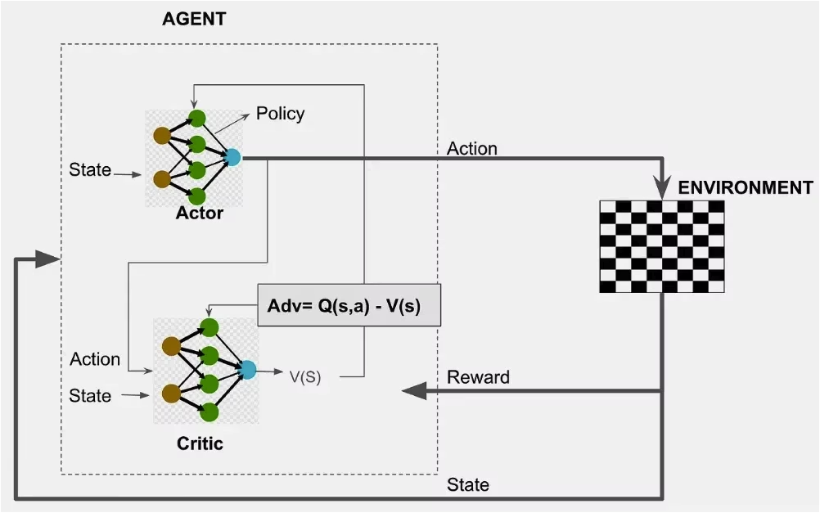 AGENT
Policy
State
Actor
Action
ENVIRONMENT
Adv= Q(s,a) - V(s)
Action
State
V(S)
Reward
Critic
State